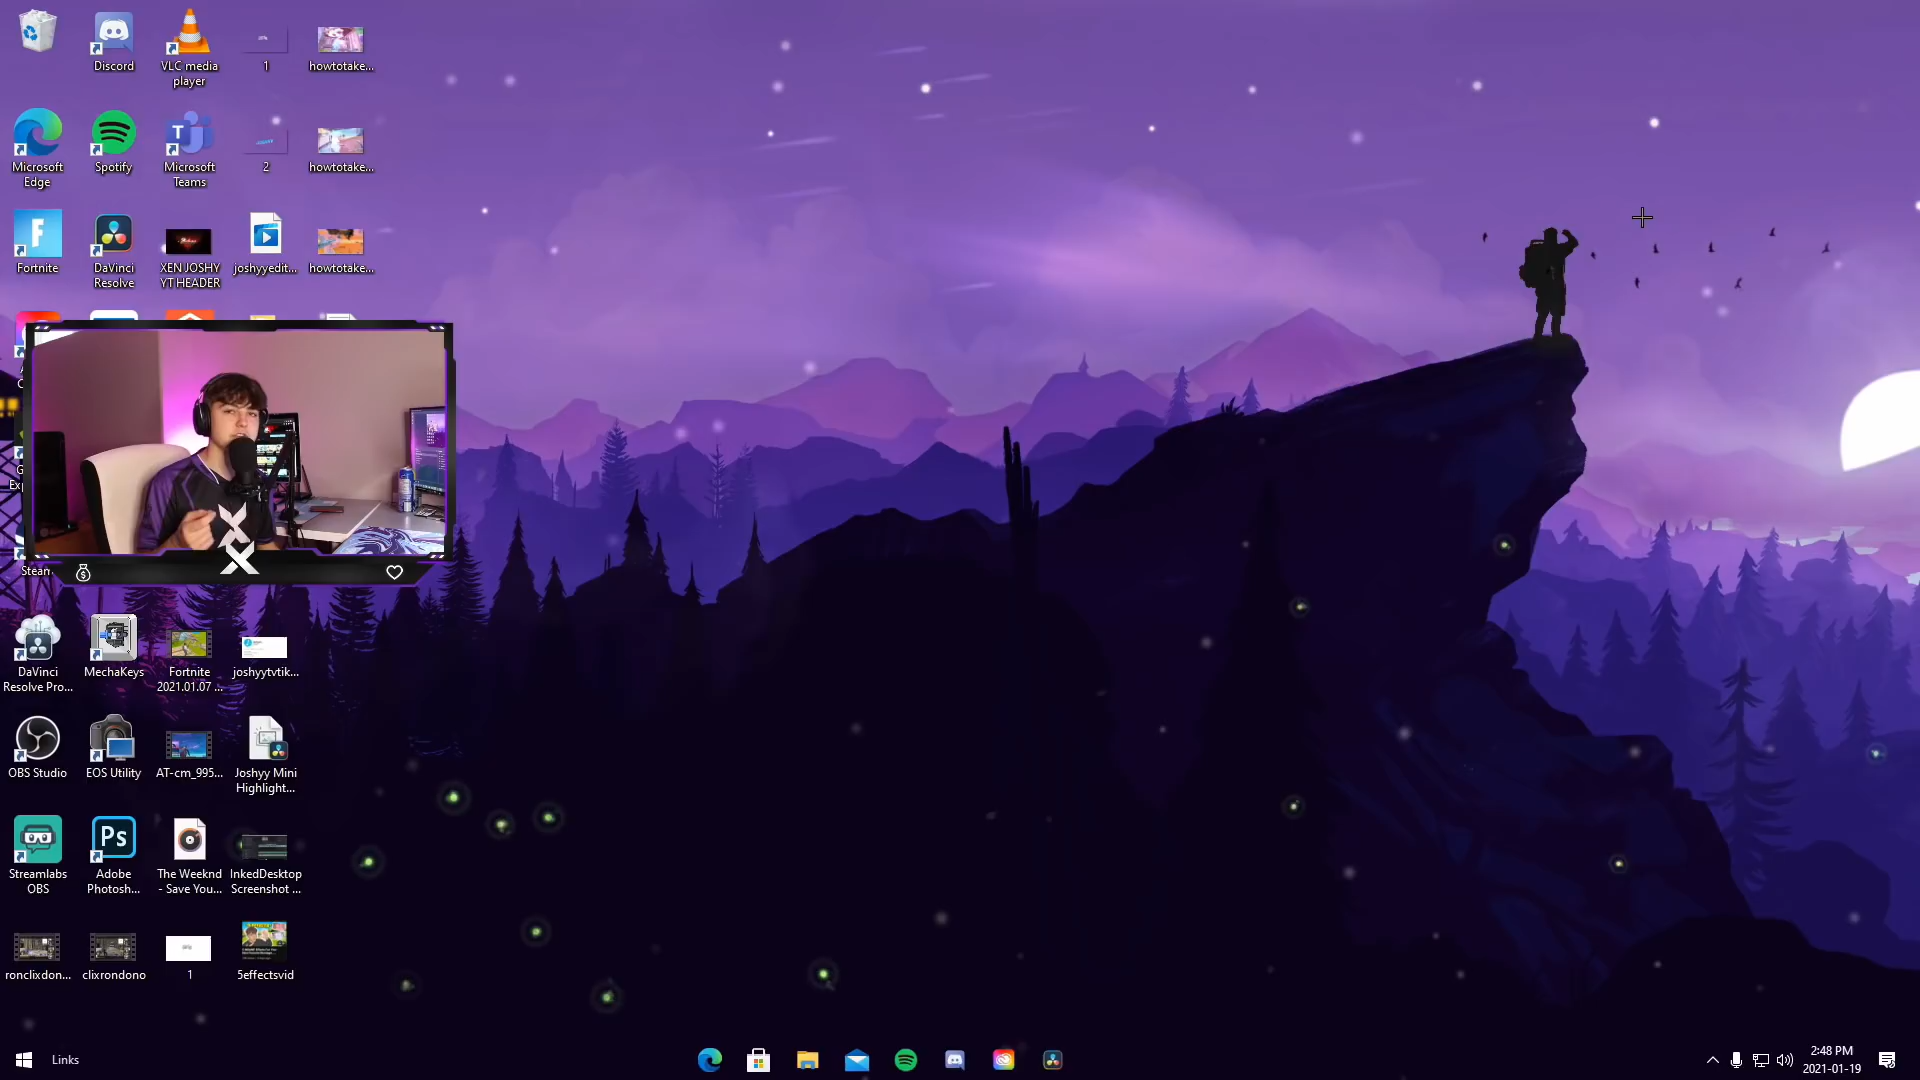 Discord
VLC media
player
1
howtotake...
Microsoft
Edge
Spotify
Microsoft
Teams
2
howtotake...
Fortnite
DaVinci
Resolve
XEN JOSHY
YT HEADER
joshyyedit...
howtotake...
Steam
DaVinci
Resolve Pro...
MechaKeys
Fortnite
2021.01.07 ...
joshyytvtik...
OBS Studio
EOS Utility
AT-cm_995...
Joshyy Mini
Highlight...
Streamlabs
OBS
Ps
Adobe
Photosh...
The Weeknd
- Save You...
InkedDesktop
Screenshot ...
ronclixdon...
clixrondono
1
5effectsvid
Links
2:48 PM
2021-01-19